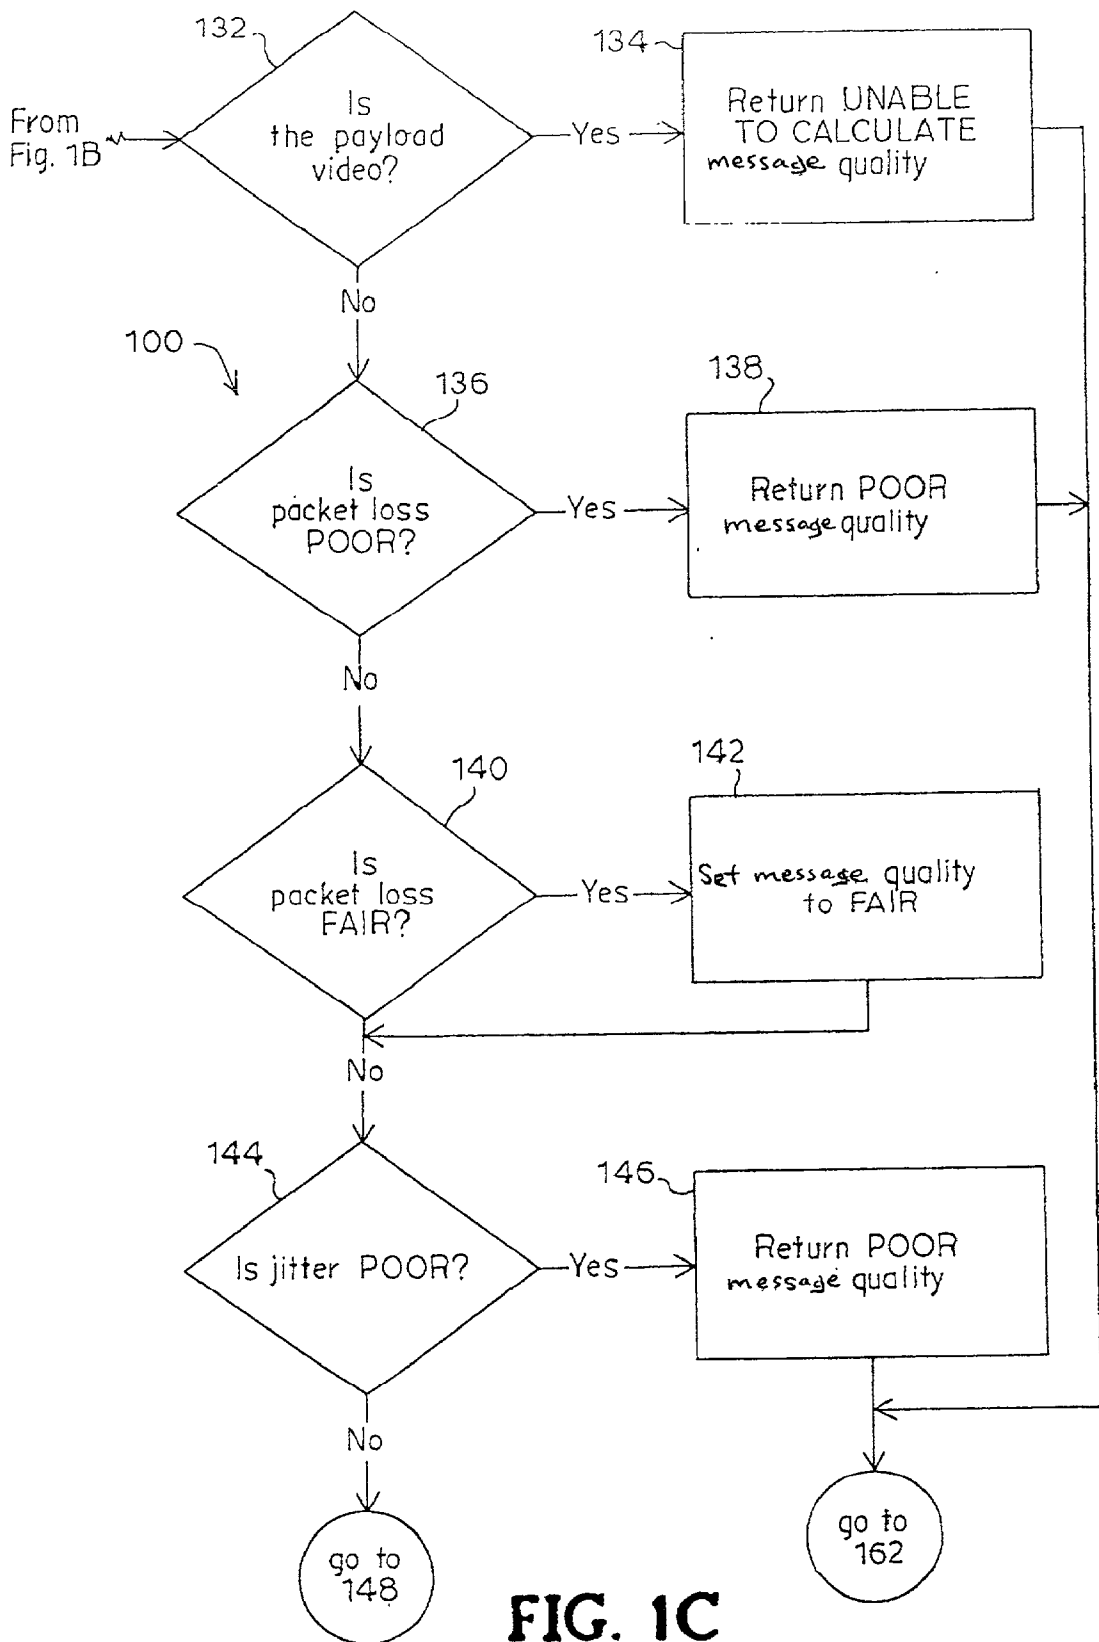 132
134
From
Fig. 1B
Is
the payload
video?
Yes
Return UNABLE
TO CALCULATE
message quality
No
100
136
138
Is
packet loss
POOR?
Yes
Return POOR
message quality
No
140
142
Is
packet loss
FAIR?
Yes
Set message quality
to FAIR
No
144
146
Is jitter POOR?
Yes
Return POOR
message quality
No
go to
148
go to
162
FIG. 1C